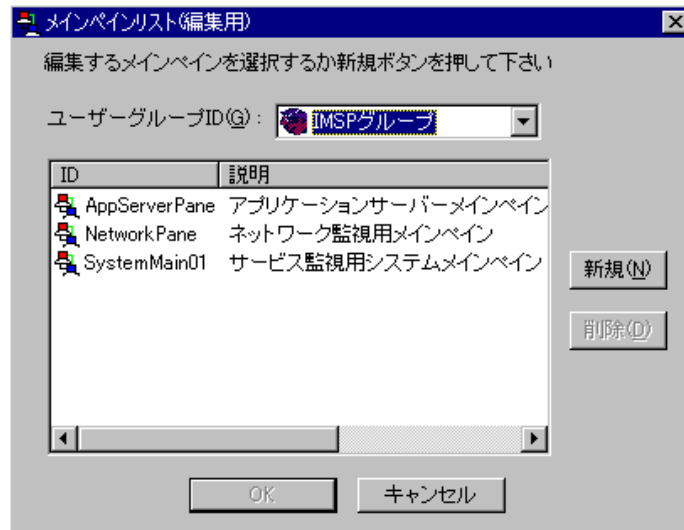 メインペインリスト(編集用)
編集するメインペインを選択するか新規ボタンを押して下さい
ユーザーグループID(G): IMSPグループ
ID 説明
AppServerPane アプリケーションサーバーメインペイン
NetworkPane ネットワーク監視用メインペイン
SystemMain01 サービス監視用システムメインペイン
新規(N)
削除(D)
OK キャンセル